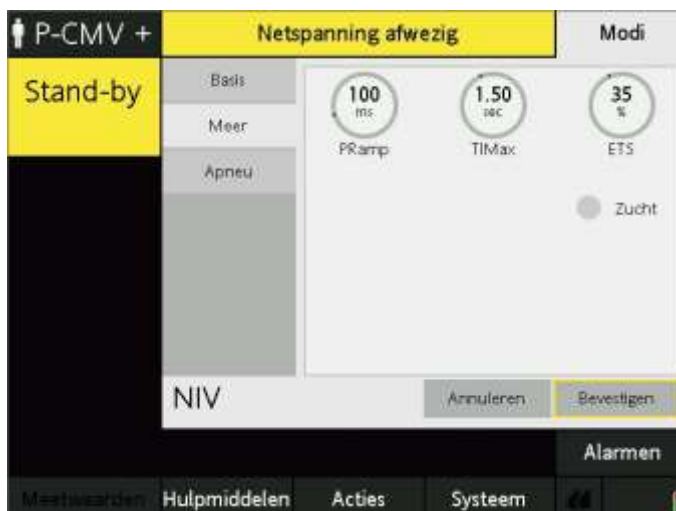 P-CMV +
Netspanning afwezig
Modi
Stand-by
Basis
Meer
Apneu
100
ms
PRamp
1.50
sec
TIMax
35
%
ETS
Zucht
NIV
Annuleren
Bevestigen
Alarmen
Meetwaarden
Hulpmiddelen
Acties
Systeem